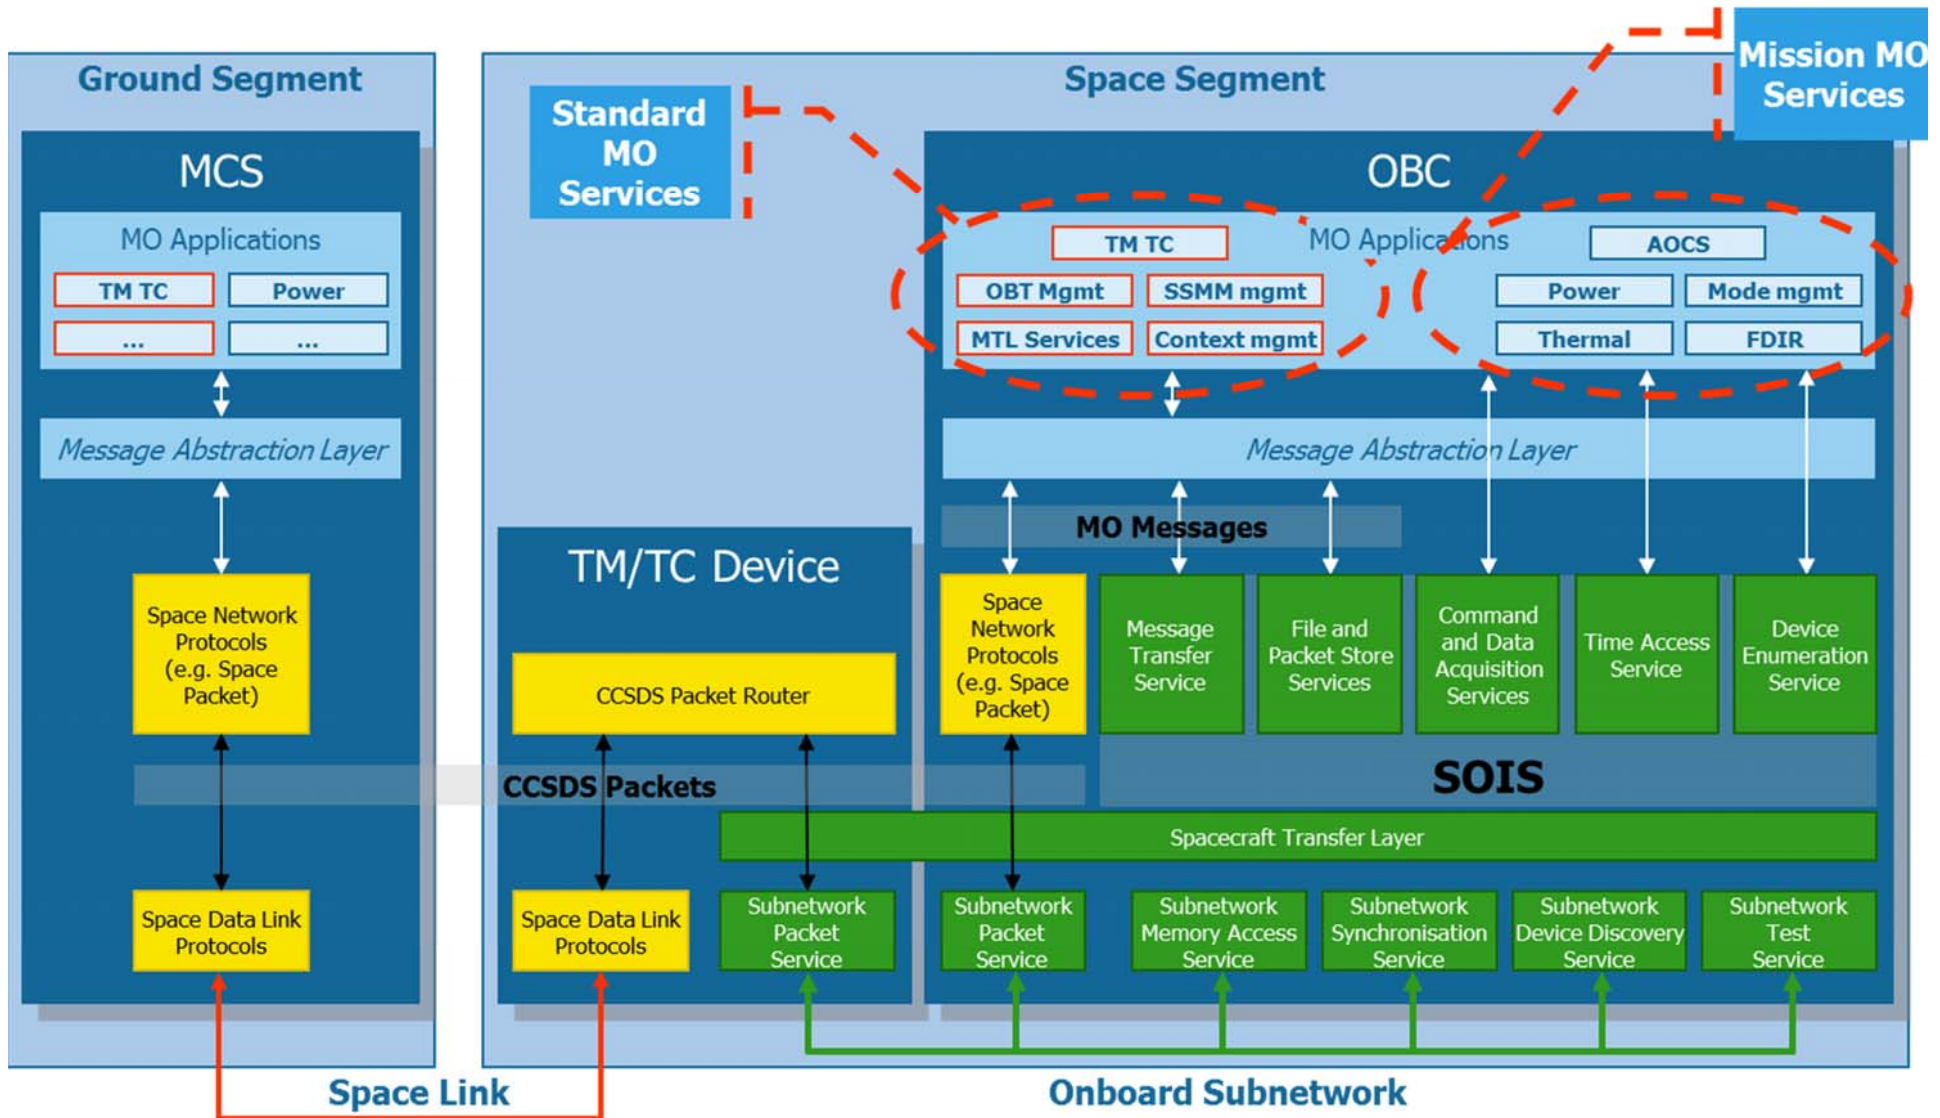 Ground Segment
MCS
MO Applications
TM TC
Power
...
...
Message Abstraction Layer
Space Network
Protocols
(e.g. Space
Packet)
Space Data Link
Protocols
Space Segment
Standard
MO
Services
Mission MO
Services
OBC
MO Applications
TM TC
OBT Mgmt
SSMM mgmt
MTL Services
Context mgmt
AOCS
Power
Mode mgmt
Thermal
FDIR
Message Abstraction Layer
MO Messages
TM/TC Device
CCSDS Packet Router
Space
Network
Protocols
(e.g. Space
Packet)
Message
Transfer
Service
File and
Packet Store
Services
Command
and Data
Acquisition
Services
Time Access
Service
Device
Enumeration
Service
CCSDS Packets
SOIS
Spacecraft Transfer Layer
Space Data Link
Protocols
Subnetwork
Packet
Service
Subnetwork
Packet
Service
Subnetwork
Memory Access
Service
Subnetwork
Synchronisation
Service
Subnetwork
Device Discovery
Service
Subnetwork
Test
Service
Space Link
Onboard Subnetwork